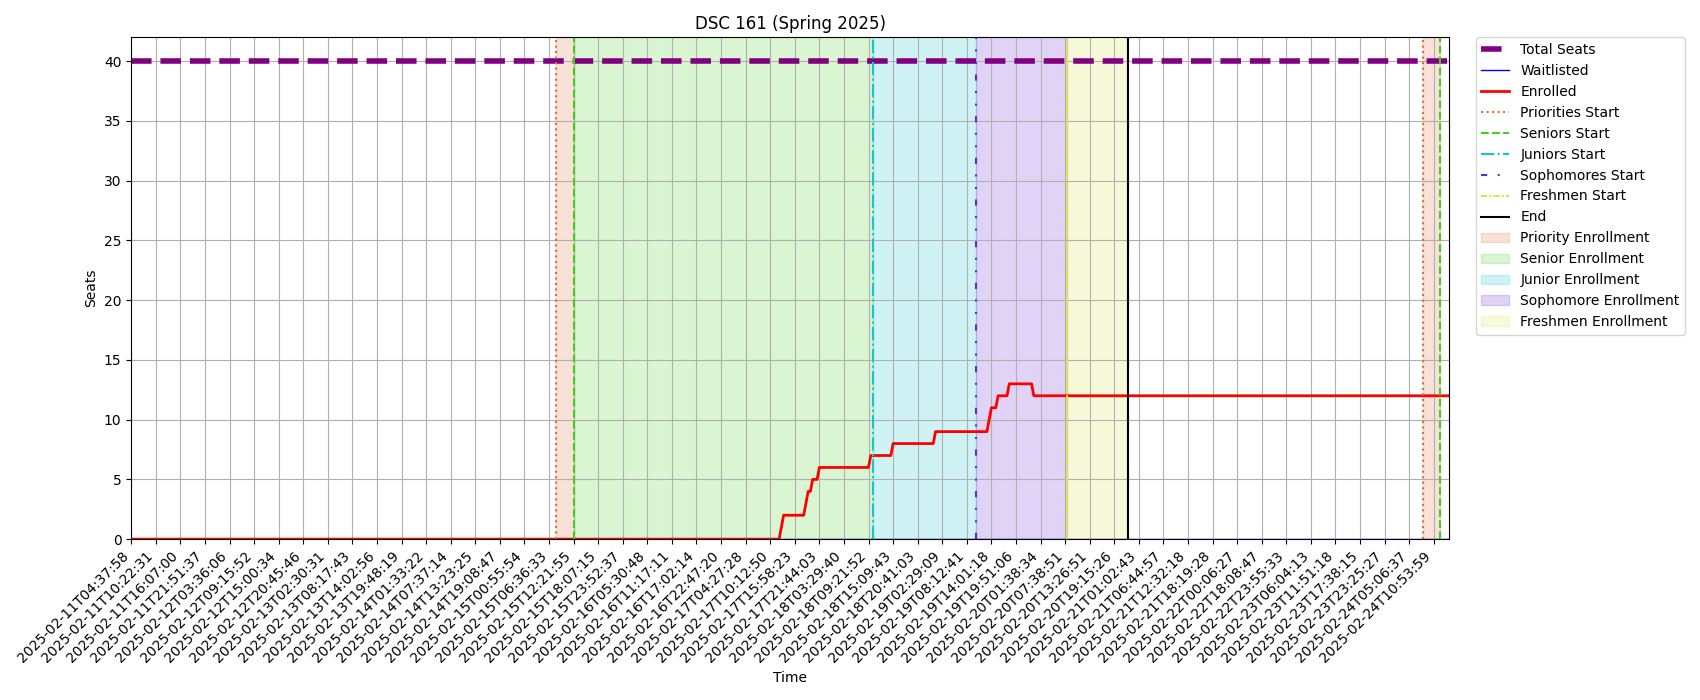 DSC 161 (Spring 2025)
Seats
40
35
30
25
20
15
10
5
0
2025-02-11T04:37:58
2025-02-11T10:22:31
2025-02-11T16:07:00
2025-02-11T21:51:37
2025-02-12T03:36:06
2025-02-12T09:15:52
2025-02-12T15:00:34
2025-02-12T20:45:46
2025-02-13T02:30:31
2025-02-13T08:17:43
2025-02-13T14:02:56
2025-02-13T19:48:19
2025-02-14T01:33:22
2025-02-14T07:37:14
2025-02-14T13:23:25
2025-02-14T19:08:47
2025-02-15T00:55:54
2025-02-15T06:36:33
2025-02-15T12:21:55
2025-02-15T18:07:15
2025-02-15T23:52:37
2025-02-16T05:30:48
2025-02-16T11:17:11
2025-02-16T17:02:14
2025-02-16T22:47:20
2025-02-17T04:27:28
2025-02-17T10:12:50
2025-02-17T15:58:23
2025-02-17T21:44:03
2025-02-18T03:29:40
2025-02-18T09:21:52
2025-02-18T15:09:43
2025-02-18T20:41:03
2025-02-19T02:29:09
2025-02-19T08:12:41
2025-02-19T14:01:18
2025-02-19T19:51:06
2025-02-20T01:38:34
2025-02-20T07:38:51
2025-02-20T13:26:51
2025-02-20T19:15:26
2025-02-21T01:02:43
2025-02-21T06:44:57
2025-02-21T12:32:18
2025-02-21T18:19:28
2025-02-22T00:06:27
2025-02-22T18:08:47
2025-02-22T23:55:33
2025-02-23T06:04:13
2025-02-23T11:51:18
2025-02-23T17:38:15
2025-02-23T23:25:27
2025-02-24T05:06:37
2025-02-24T10:53:59
Time
Total Seats
Waitlisted
Enrolled
Priorities Start
Seniors Start
Juniors Start
Sophomores Start
Freshmen Start
End
Priority Enrollment
Senior Enrollment
Junior Enrollment
Sophomore Enrollment
Freshmen Enrollment